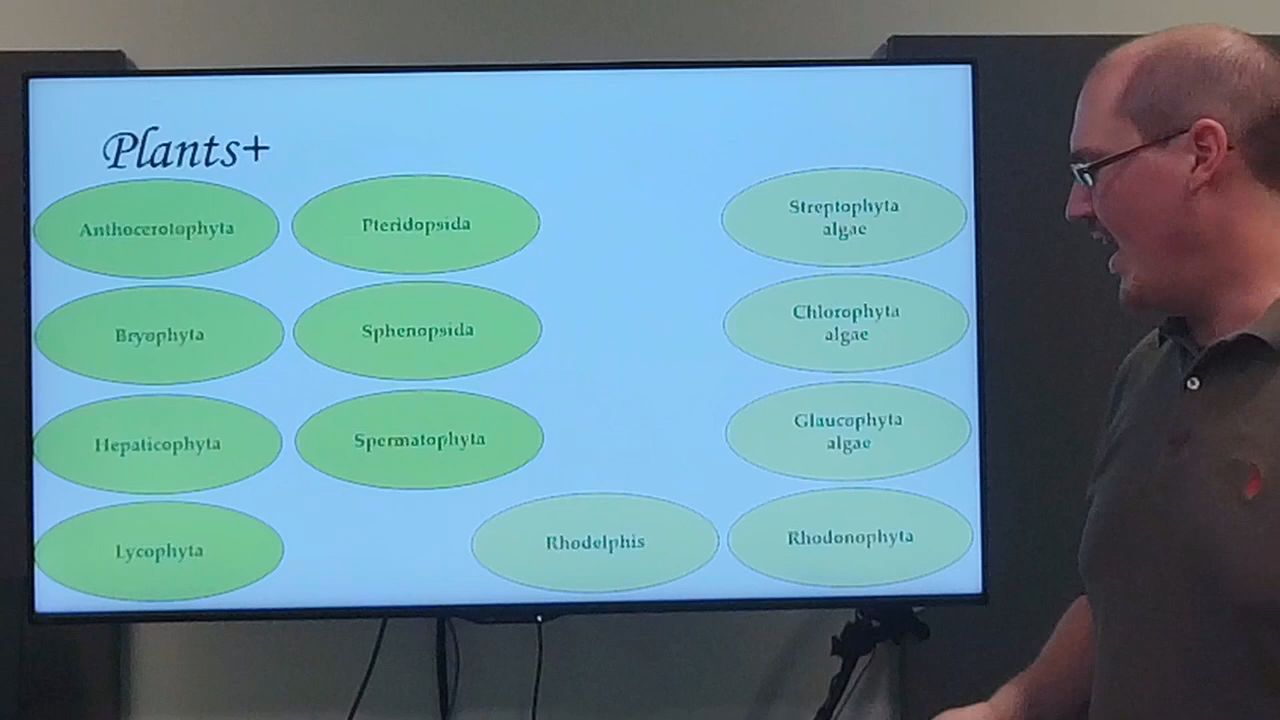 Plants+
Anthocerotophyta
Pteridopsida
Streptophyta
algae
Bryophyta
Sphenopsida
Chlorophyta
algae
Hepaticophyta
Spermatophyta
Glaucophyta
algae
Lycophyta
Rhodelphis
Rhodonophyta